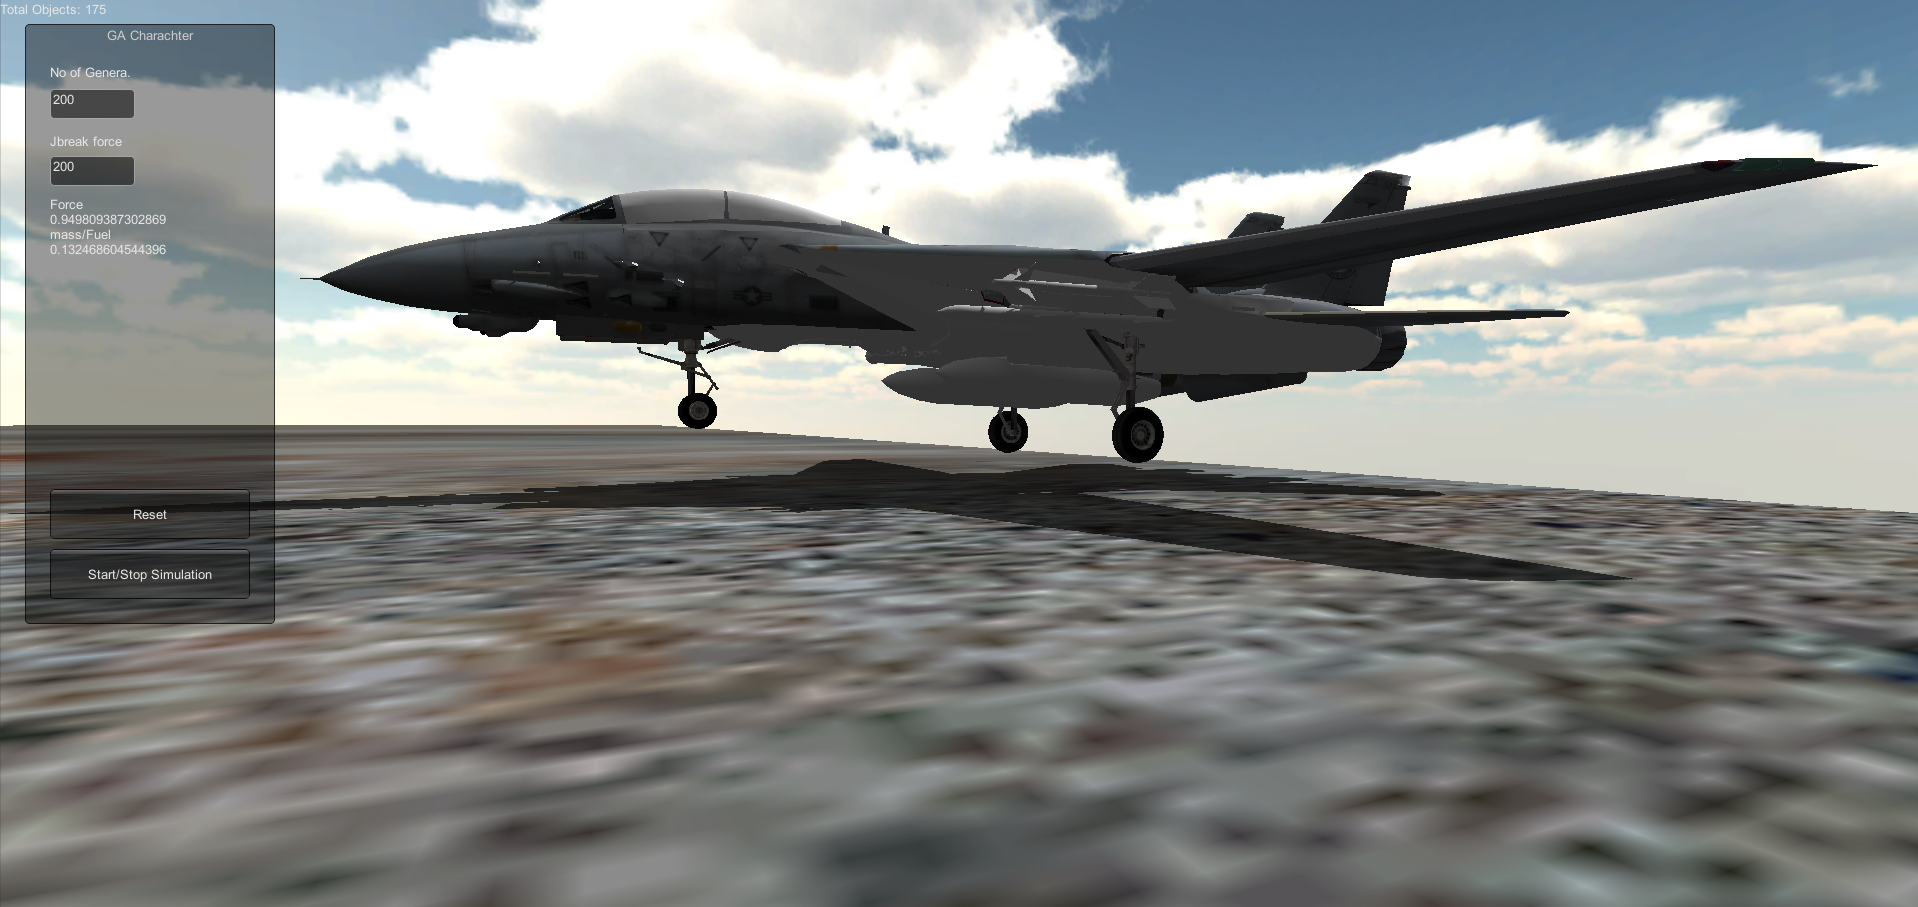 Total Objects: 175
GA Charachter
No of Genera.
200
Jbreak force
200
Force
0.949809387302869
mass/Fuel
0.132468604544396
Reset
Start/Stop Simulation